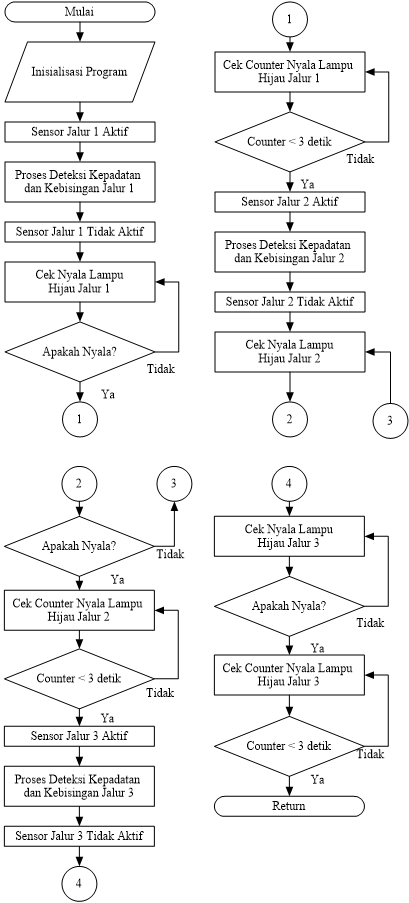 Mulai
Inisialisasi Program
Sensor Jalur 1 Aktif
Proses Deteksi Kepadatan
dan Kebisingan Jalur 1
Sensor Jalur 1 Tidak Aktif
Cek Nyala Lampu
Hijau Jalur 1
Apakah Nyala?
Tidak
Ya
1
1
Cek Counter Nyala Lampu
Hijau Jalur 1
Counter < 3 detik
Tidak
Ya
Sensor Jalur 2 Aktif
Proses Deteksi Kepadatan
dan Kebisingan Jalur 2
Sensor Jalur 2 Tidak Aktif
Cek Nyala Lampu
Hijau Jalur 2
2
3
2
3
Apakah Nyala?
Tidak
Ya
Cek Counter Nyala Lampu
Hijau Jalur 2
Counter < 3 detik
Tidak
Ya
Sensor Jalur 3 Aktif
Proses Deteksi Kepadatan
dan Kebisingan Jalur 3
Sensor Jalur 3 Tidak Aktif
4
4
Cek Nyala Lampu
Hijau Jalur 3
Apakah Nyala?
Tidak
Ya
Cek Counter Nyala Lampu
Hijau Jalur 3
Counter < 3 detik
Tidak
Ya
Return